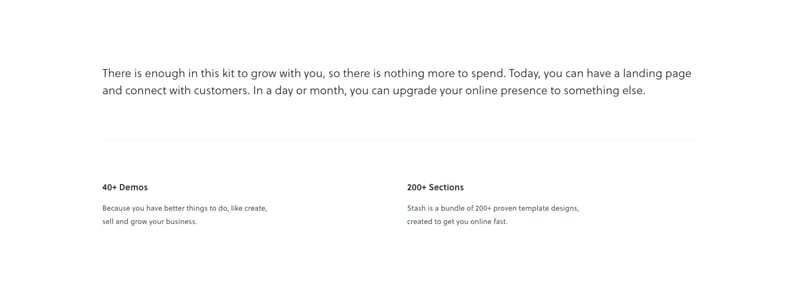 There is enough in this kit to grow with you, so there is nothing more to spend. Today, you can have a landing page
and connect with customers. In a day or month, you can upgrade your online presence to something else.
40+ Demos
Because you have better things to do, like create,
sell and grow your business.
200+ Sections
Stash is a bundle of 200+ proven template designs,
created to get you online fast.